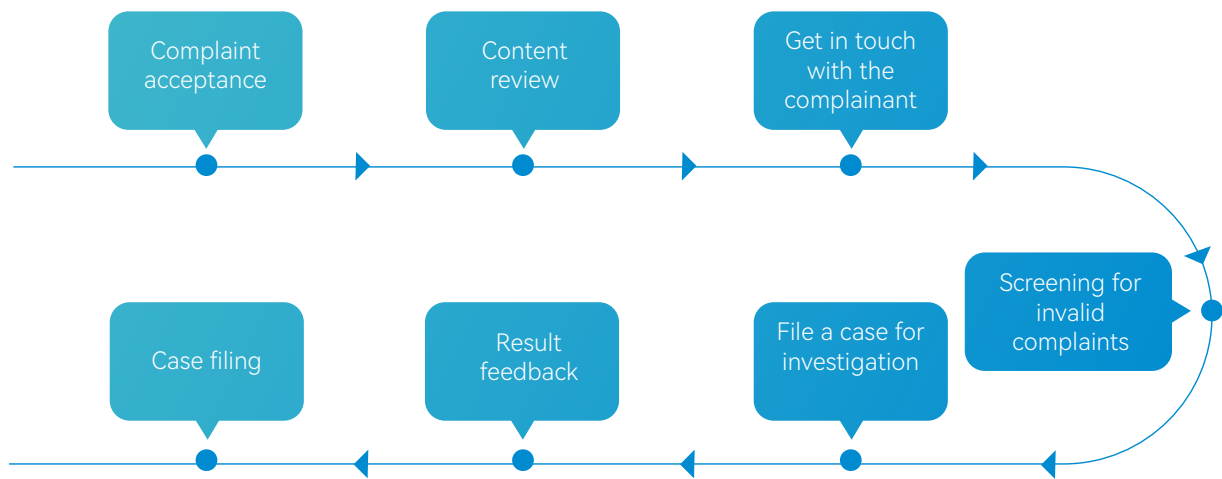 Complaint
acceptance
Content
review
Get in touch
with the
complainant
Screening for
invalid
complaints
File a case for
investigation
Result
feedback
Case filing